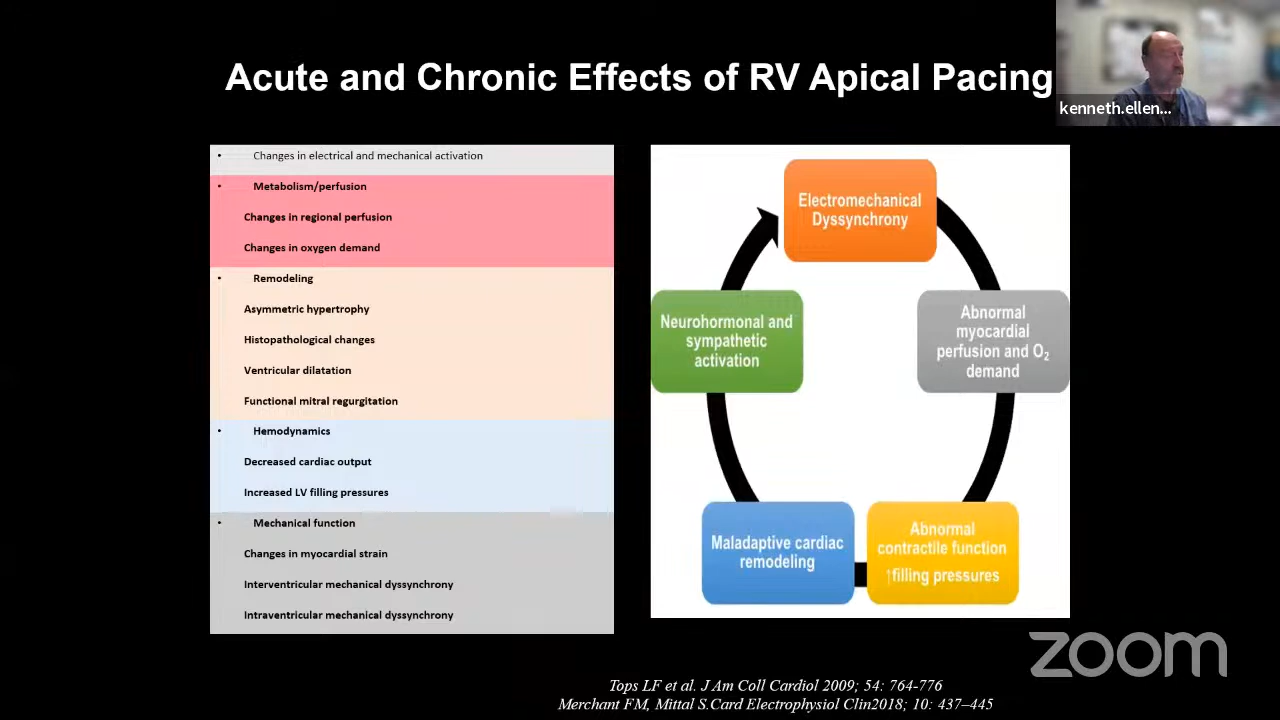 Acute and Chronic Effects of RV Apical Pacing
kenneth.ellen...
• Changes in electrical and mechanical activation
• Metabolism/perfusion
Changes in regional perfusion
Changes in oxygen demand
• Remodeling
Asymmetric hypertrophy
Histopathological changes
Ventricular dilatation
Functional mitral regurgitation
• Hemodynamics
Decreased cardiac output
Increased LV filling pressures
• Mechanical function
Changes in myocardial strain
Interventricular mechanical dyssynchrony
Intraventricular mechanical dyssynchrony
Electromechanical
Dyssynchrony
Abnormal
myocardial
perfusion and O₂
demand
Abnormal
contractile function
↑filling pressures
Maladaptive cardiac
remodeling
Neurohormonal and
sympathetic
activation
zoom
Tops LF et al. J Am Coll Cardiol 2009; 54: 764-776
Merchant FM, Mittal S.Card Electrophysiol Clin2018; 10: 437–445